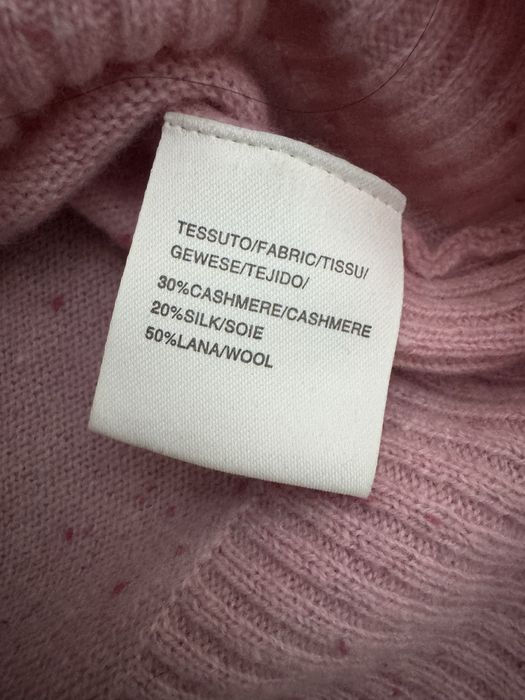 TESSUTO/FABRIC/TISSU/
GEWESE/TEJIDO/
30%CASHMERE/CASHMERE
20%SILK/SOIE
50%LANA/WOOL